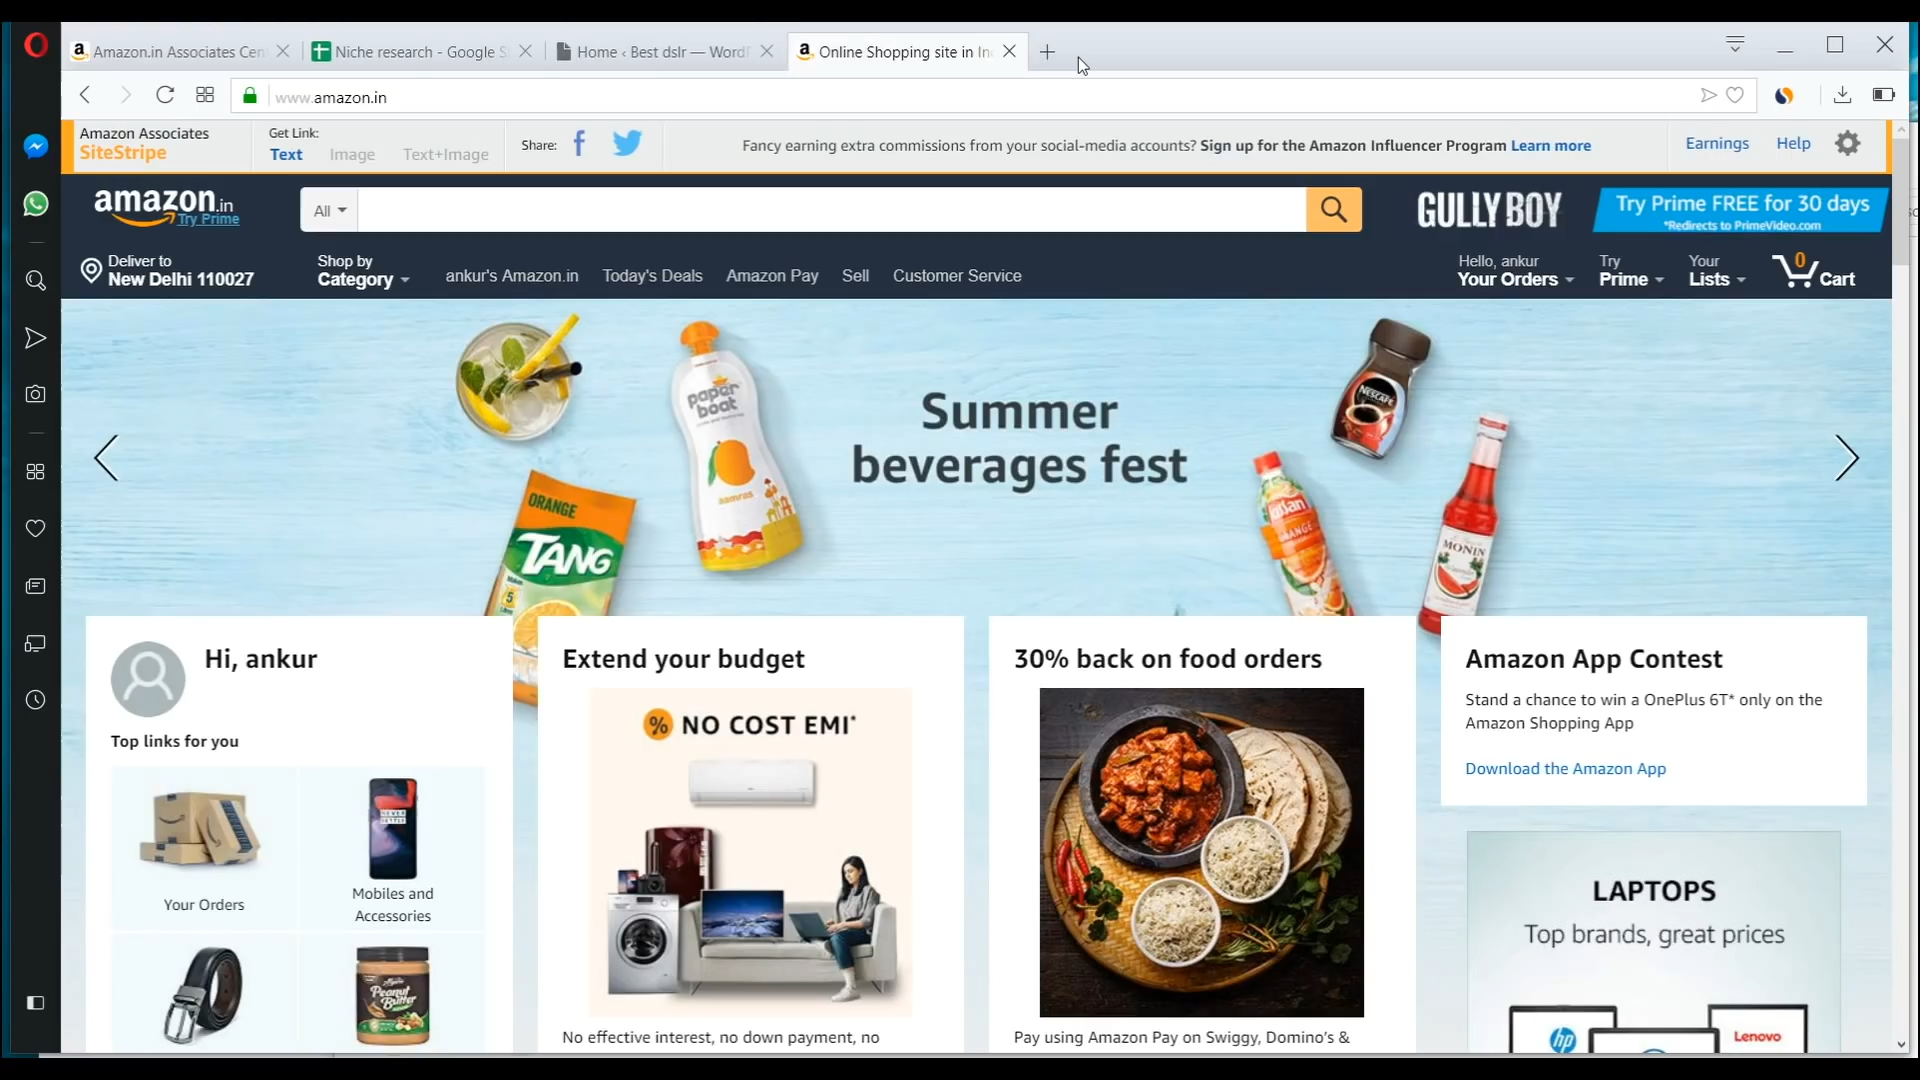 Amazon.in Associates Cen
Niche research - Google S
Home ‹ Best dslr — WordP
Online Shopping site in In
www.amazon.in
Amazon Associates
SiteStripe
Get Link:
Text Image Text+Image
Share:
Fancy earning extra commissions from your social-media accounts? Sign up for the Amazon Influencer Program Learn more
Earnings Help
amazon.in
Try Prime
All
GULLY BOY
Try Prime FREE for 30 days
*Redirects to PrimeVideo.com
Deliver to
New Delhi 110027
Shop by
Category
ankur's Amazon.in Today's Deals Amazon Pay Sell Customer Service
Hello, ankur
Your Orders
Try
Prime
Your
Lists
0
Cart
Summer
beverages fest
paper
boat
aamras
NESCAFE
ORANGE
TANG
5
ORANGE
MONIN
Hi, ankur
Top links for you
Your Orders
Mobiles and
Accessories
Peanut
Butter
Extend your budget
% NO COST EMI*
No effective interest, no down payment, no
30% back on food orders
Pay using Amazon Pay on Swiggy, Domino's &
Amazon App Contest
Stand a chance to win a OnePlus 6T* only on the
Amazon Shopping App
Download the Amazon App
LAPTOPS
Top brands, great prices
hp
Lenovo